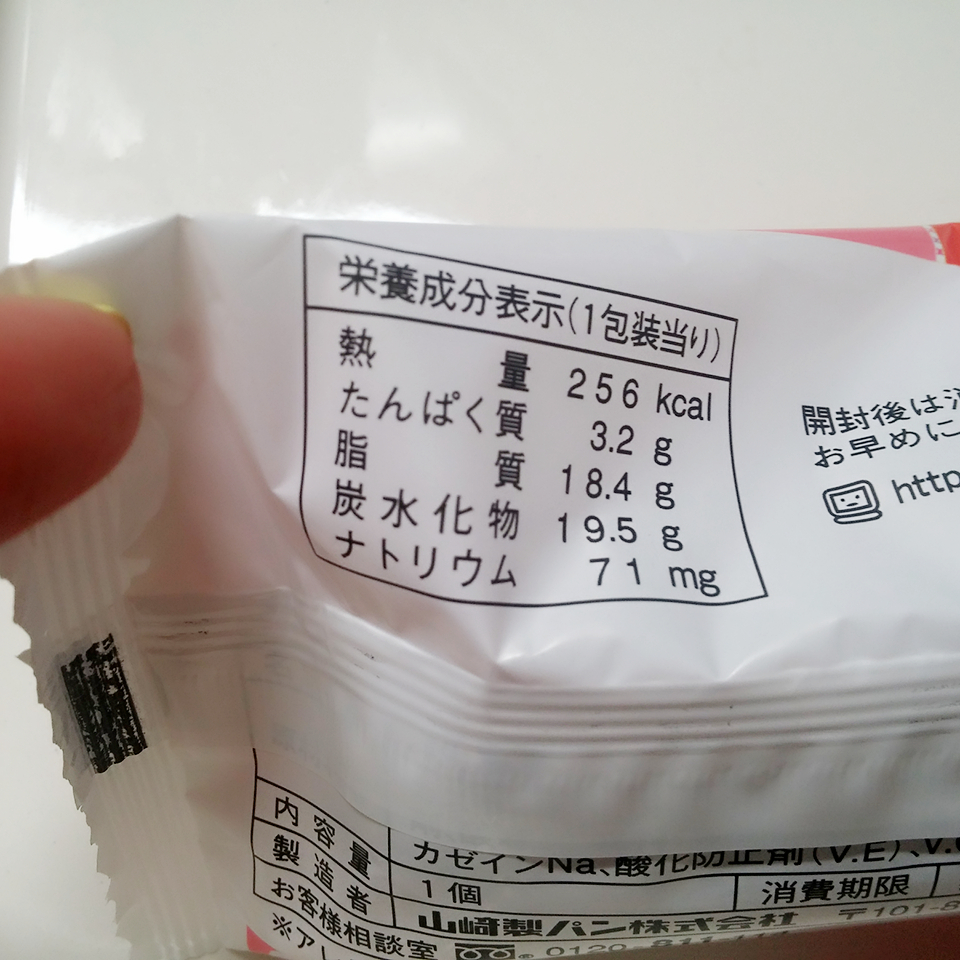 栄養成分表示(1包装当り)
熱量 256 kcal
たんぱく質 3.2 g
脂質 18.4 g
炭水化物 19.5 g
ナトリウム 71 mg
開封後は
お早めに
http
カゼインNa、酸化防止剤(V.E)、V.
内容量 1個 消費期限
製造者 山崎製パン株式会社 〒101-8
お客様相談室 0120
※ア